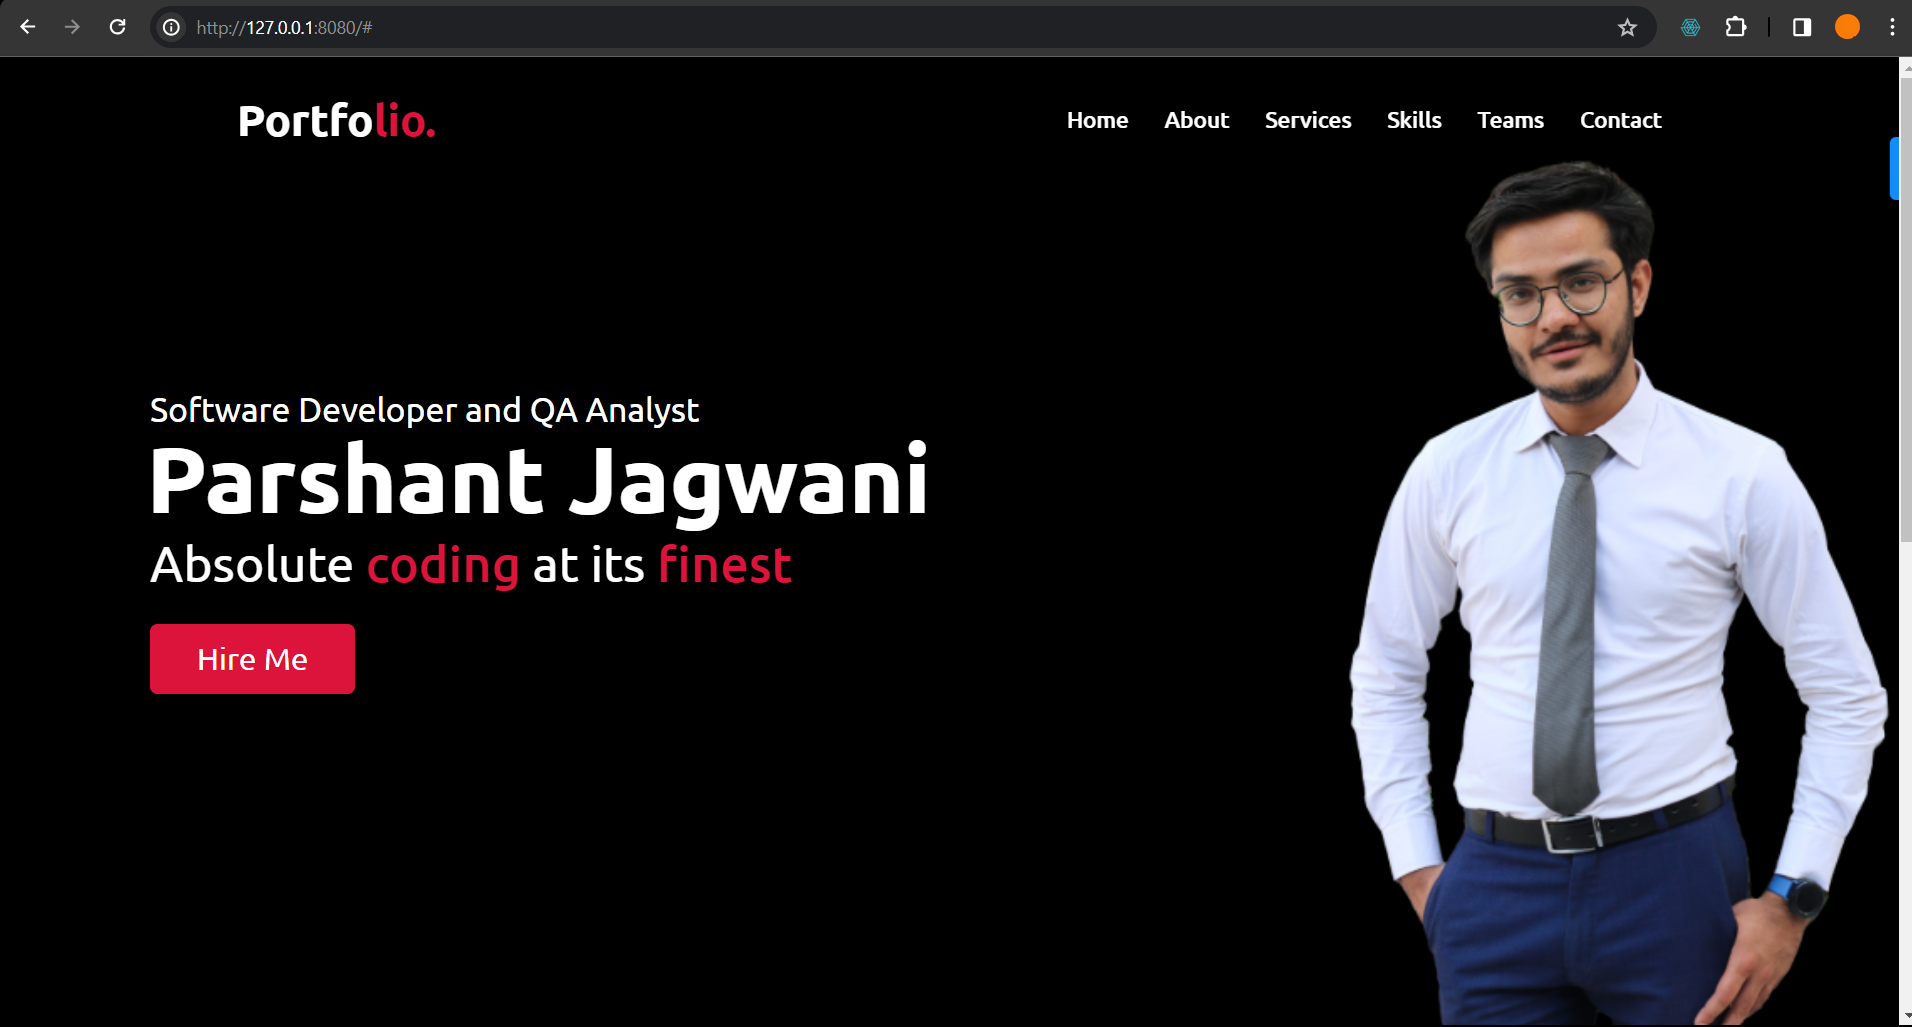 http://127.0.0.1:8080/#
Portfolio.
Home About Services Skills Teams Contact
Software Developer and QA Analyst
Parshant Jagwani
Absolute coding at its finest
Hire Me